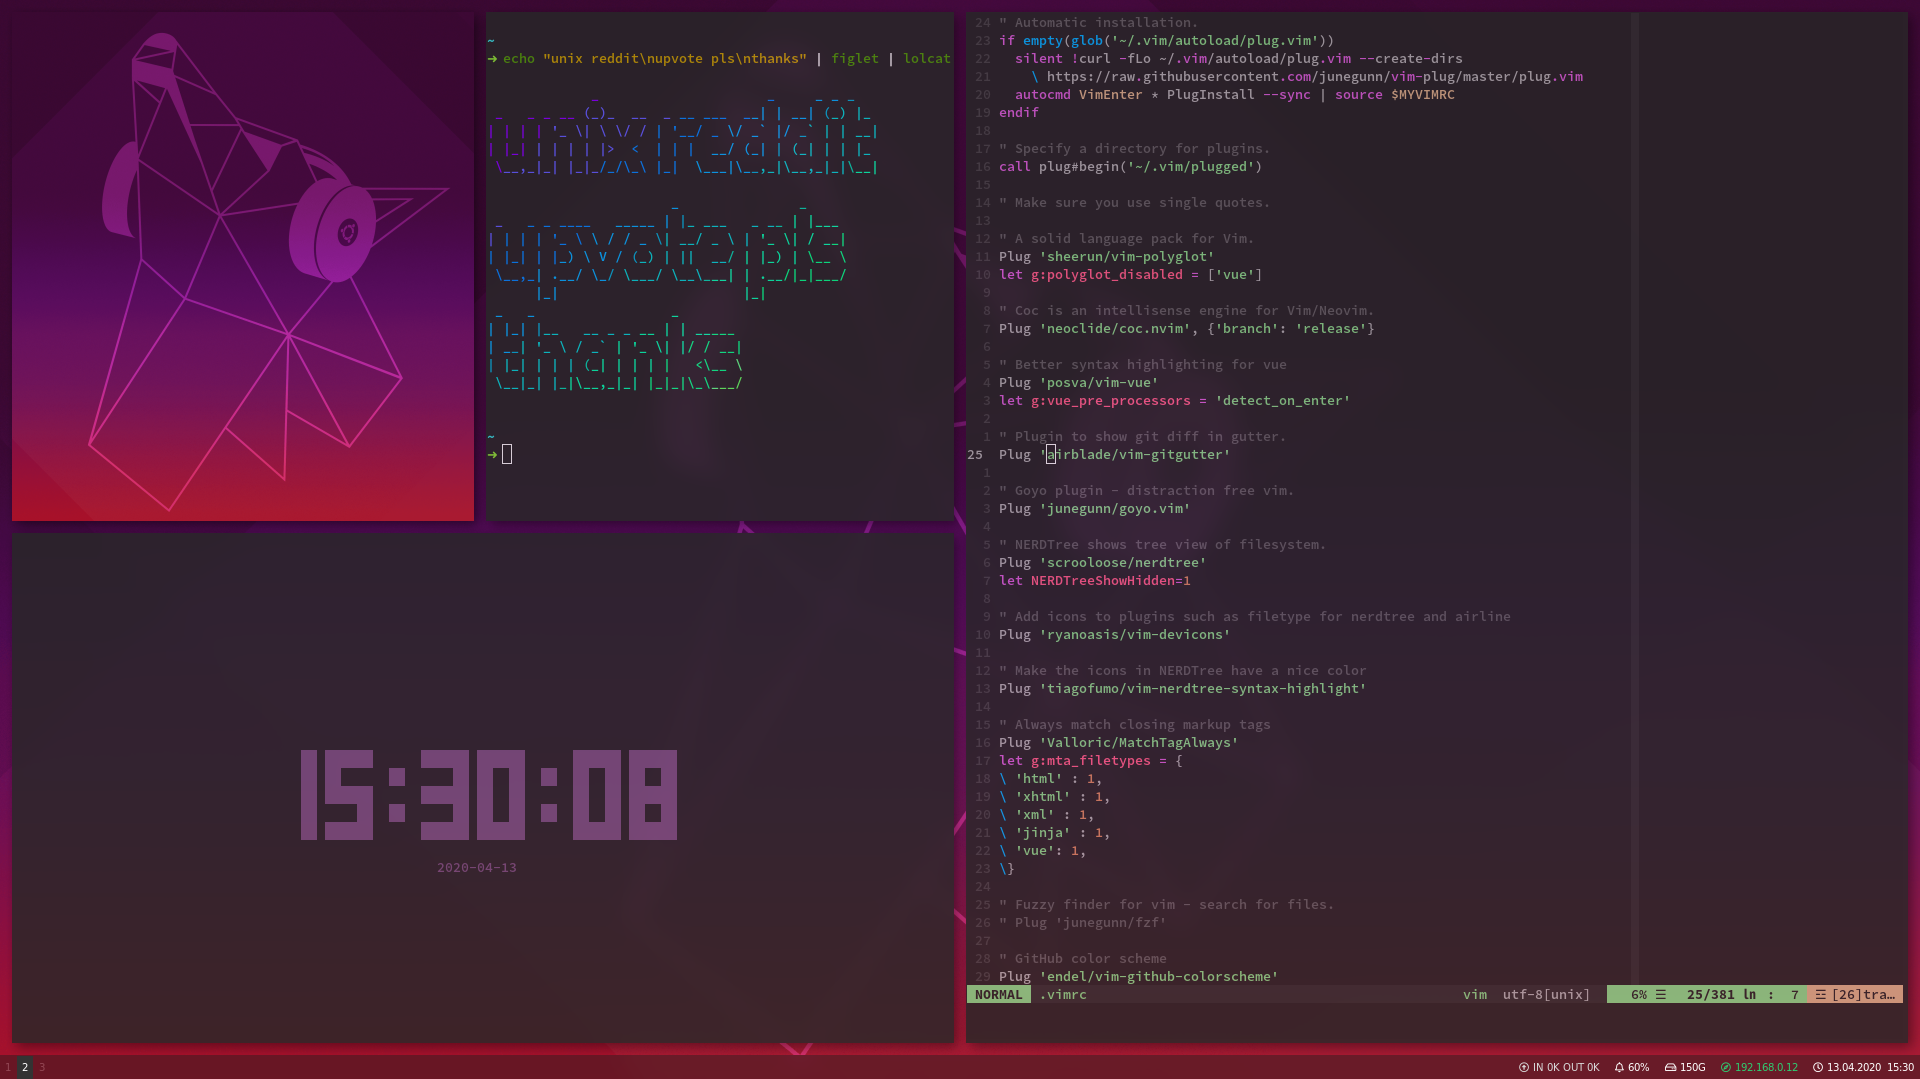 ~
➜ echo "unix reddit\nupvote pls\nthanks" | figlet | lolcat
unix reddit
upvote pls
thanks
~
➜
15:30:08
2020-04-13
24 " Automatic installation.
23 if empty(glob('~/.vim/autoload/plug.vim'))
22   silent !curl -fLo ~/.vim/autoload/plug.vim --create-dirs
21     \ https://raw.githubusercontent.com/junegunn/vim-plug/master/plug.vim
20   autocmd VimEnter * PlugInstall --sync | source $MYVIMRC
19 endif
18
17 " Specify a directory for plugins.
16 call plug#begin('~/.vim/plugged')
15
14 " Make sure you use single quotes.
13
12 " A solid language pack for Vim.
11 Plug 'sheerun/vim-polyglot'
10 let g:polyglot_disabled = ['vue']
9
8 " Coc is an intellisense engine for Vim/Neovim.
7 Plug 'neoclide/coc.nvim', {'branch': 'release'}
6
5 " Better syntax highlighting for vue
4 Plug 'posva/vim-vue'
3 let g:vue_pre_processors = 'detect_on_enter'
2
1 " Plugin to show git diff in gutter.
25 Plug 'airblade/vim-gitgutter'
1
2 " Goyo plugin - distraction free vim.
3 Plug 'junegunn/goyo.vim'
4
5 " NERDTree shows tree view of filesystem.
6 Plug 'scrooloose/nerdtree'
7 let NERDTreeShowHidden=1
8
9 " Add icons to plugins such as filetype for nerdtree and airline
10 Plug 'ryanoasis/vim-devicons'
11
12 " Make the icons in NERDTree have a nice color
13 Plug 'tiagofumo/vim-nerdtree-syntax-highlight'
14
15 " Always match closing markup tags
16 Plug 'Valloric/MatchTagAlways'
17 let g:mta_filetypes = {
18 \ 'html' : 1,
19 \ 'xhtml' : 1,
20 \ 'xml' : 1,
21 \ 'jinja' : 1,
22 \ 'vue': 1,
23 \}
24
25 " Fuzzy finder for vim - search for files.
26 " Plug 'junegunn/fzf'
27
28 " GitHub color scheme
29 Plug 'endel/vim-github-colorscheme'
NORMAL .vimrc vim utf-8[unix] 6% ☰ 25/381 ln : 7 ☲ [26]tra…
1 2 3 IN 0K OUT 0K 60% 150G 192.168.0.12 13.04.2020 15:30